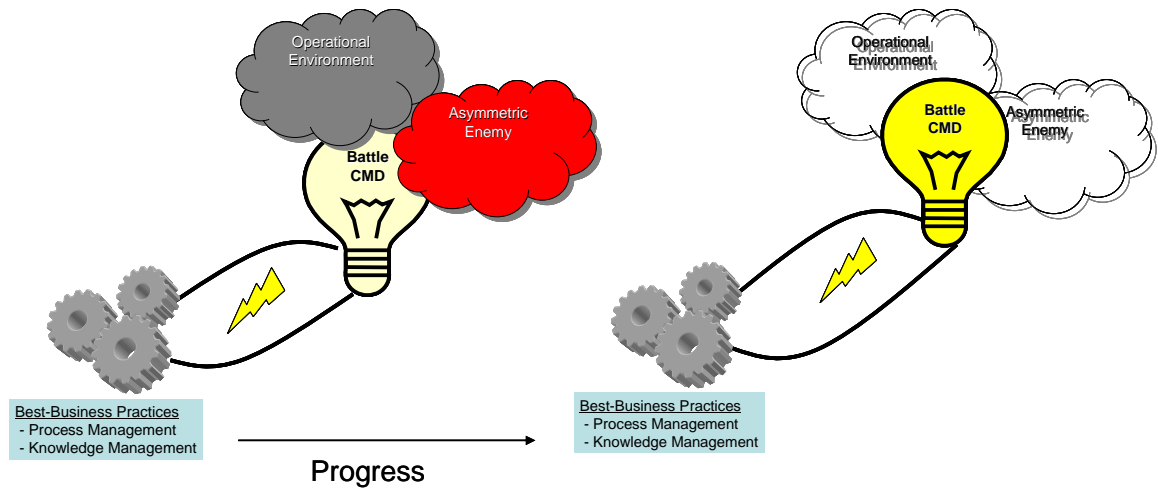 Operational
Environment
Asymmetric
Enemy
Battle
CMD
Best-Business Practices
- Process Management
- Knowledge Management
Progress
Operational
Environment
Battle
CMD
Asymmetric
Enemy
Best-Business Practices
- Process Management
- Knowledge Management